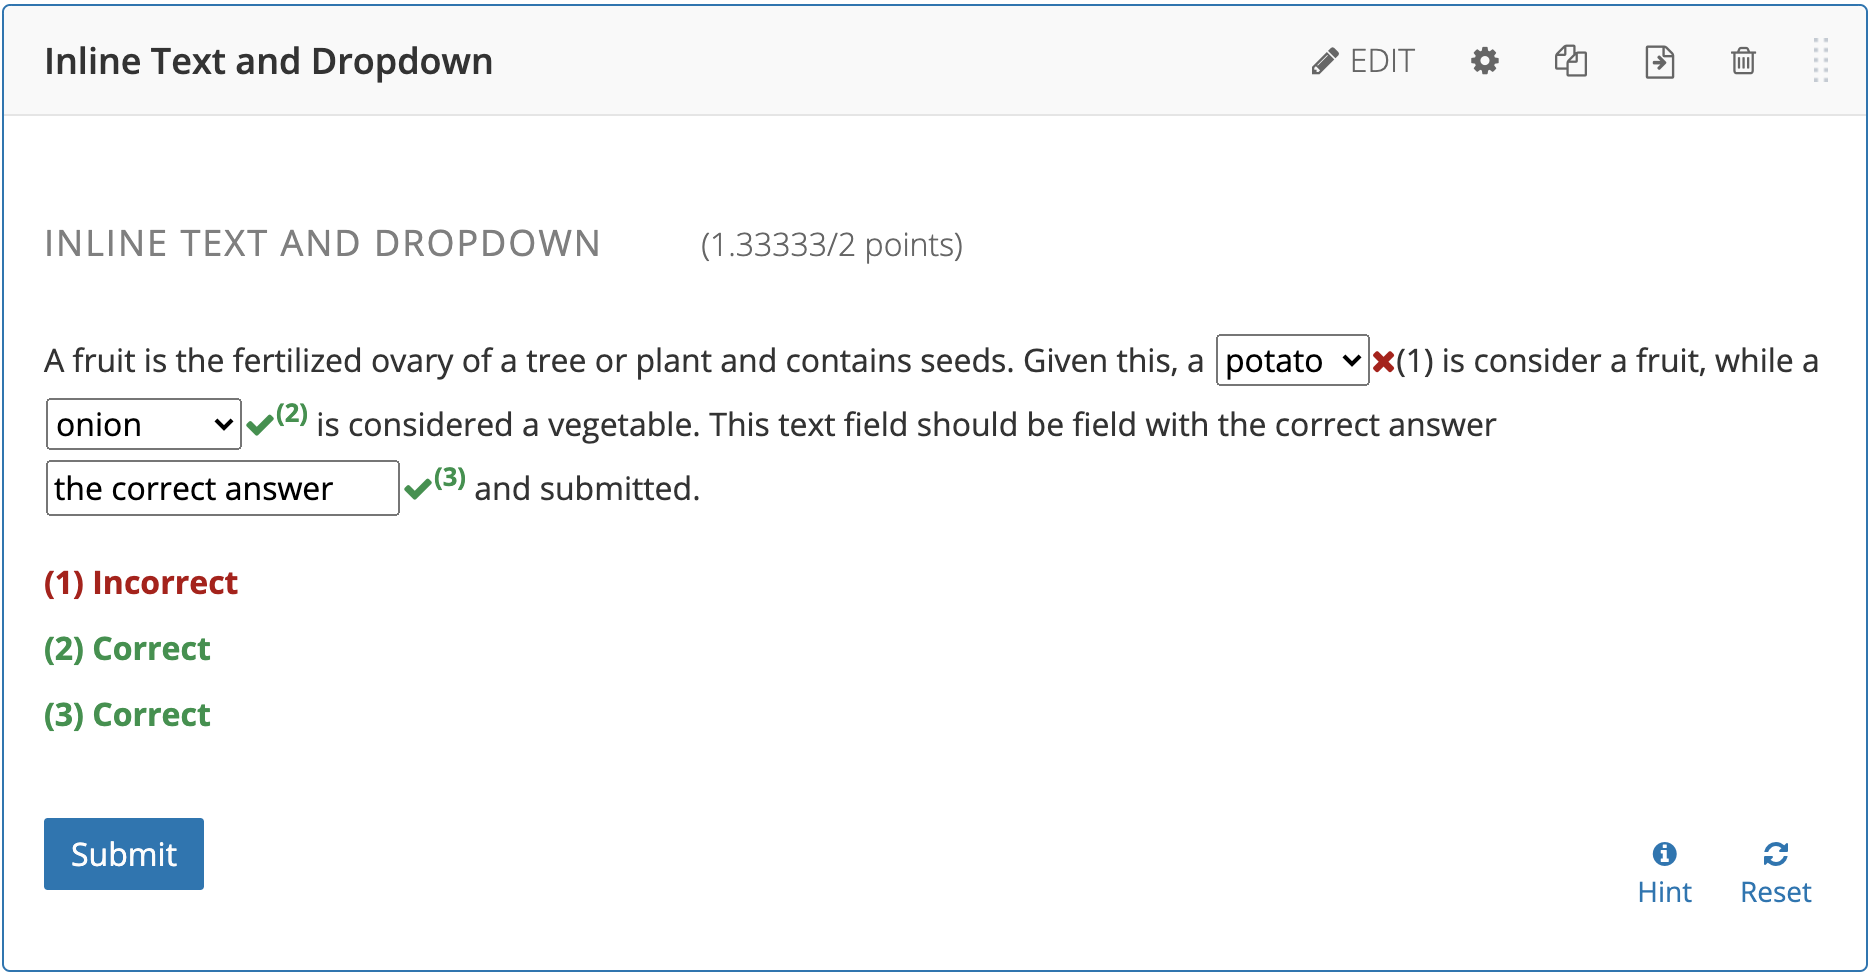 Inline Text and Dropdown EDIT
INLINE TEXT AND DROPDOWN (1.33333/2 points)
A fruit is the fertilized ovary of a tree or plant and contains seeds. Given this, a potato (1) is consider a fruit, while a
onion (2) is considered a vegetable. This text field should be field with the correct answer
the correct answer (3) and submitted.
(1) Incorrect
(2) Correct
(3) Correct
Submit
Hint Reset